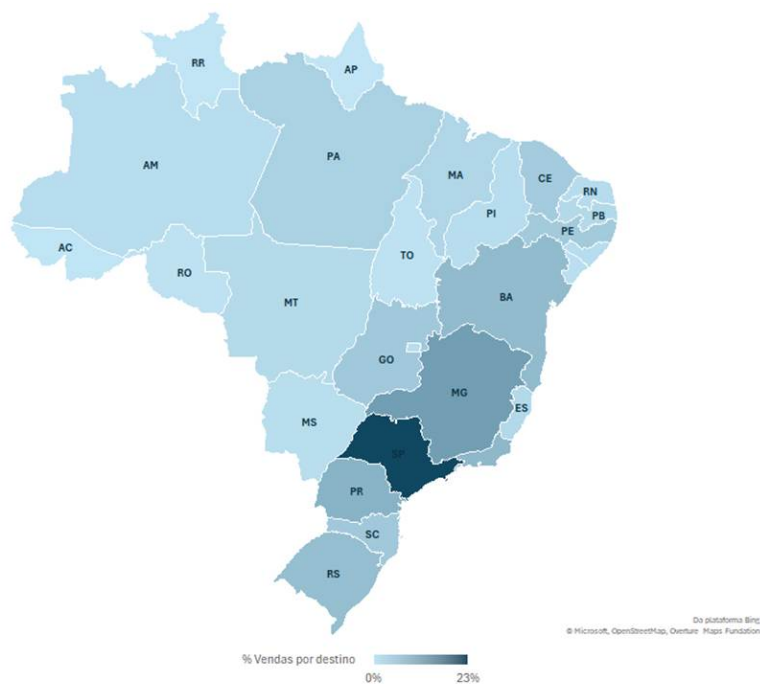 RR
AP
AM
PA
MA
CE
RN
PI
PB
PE
AC
TO
RO
BA
MT
GO
MG
ES
MS
SP
PR
SC
RS
Da plataforma Bing
© Microsoft, OpenStreetMap, Overture Maps Fundation
% Vendas por destino
0%
23%